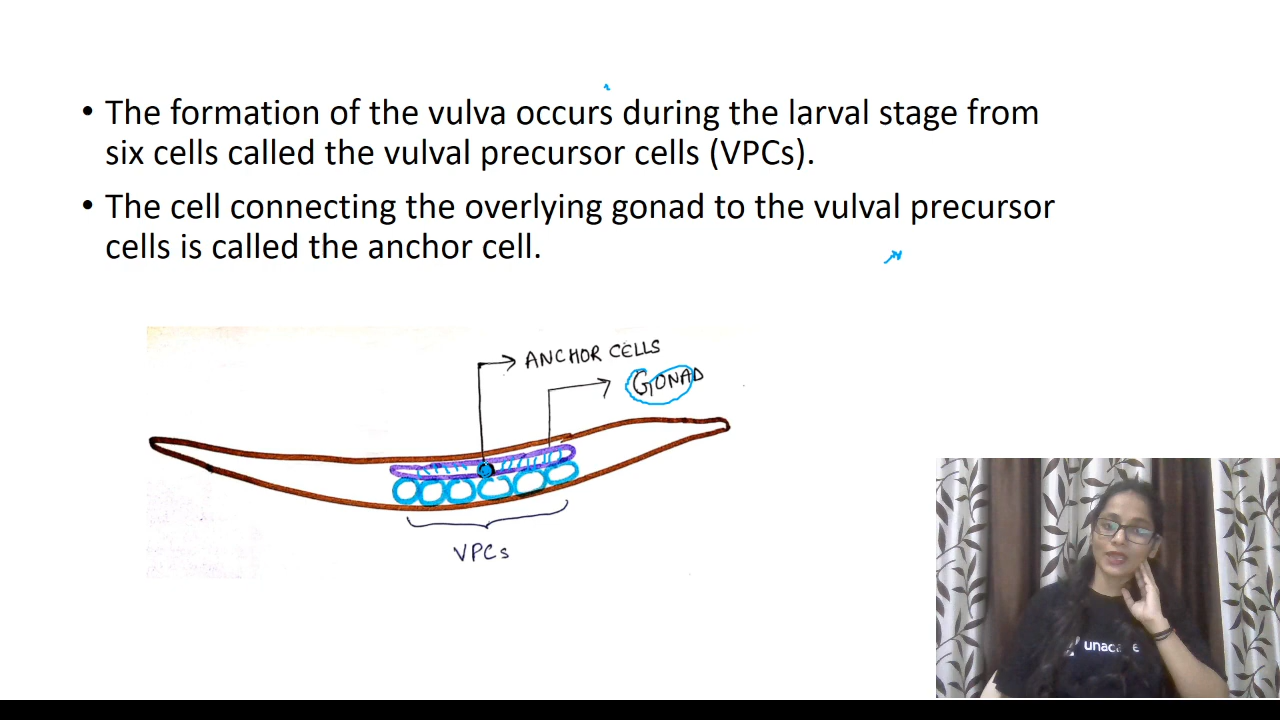 • The formation of the vulva occurs during the larval stage from
six cells called the vulval precursor cells (VPCs).
• The cell connecting the overlying gonad to the vulval precursor
cells is called the anchor cell.
ANCHOR CELLS
GONAD
VPCs